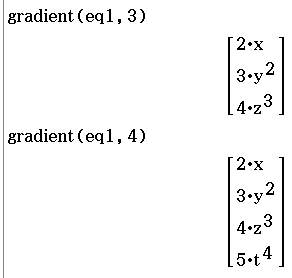 gradient(eq1,3)
2·x
3·y²
4·z³
gradient(eq1,4)
2·x
3·y²
4·z³
5·t⁴